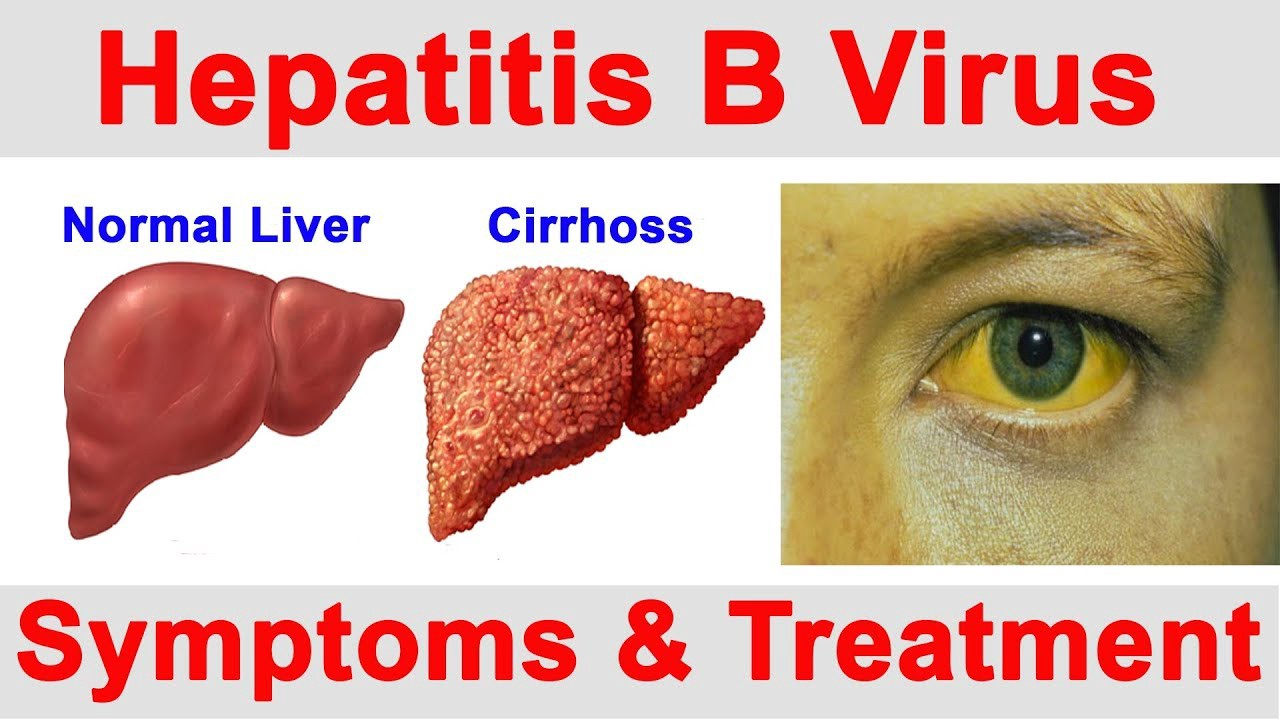 Hepatitis B Virus
Normal Liver
Cirrhoss
Symptoms & Treatment